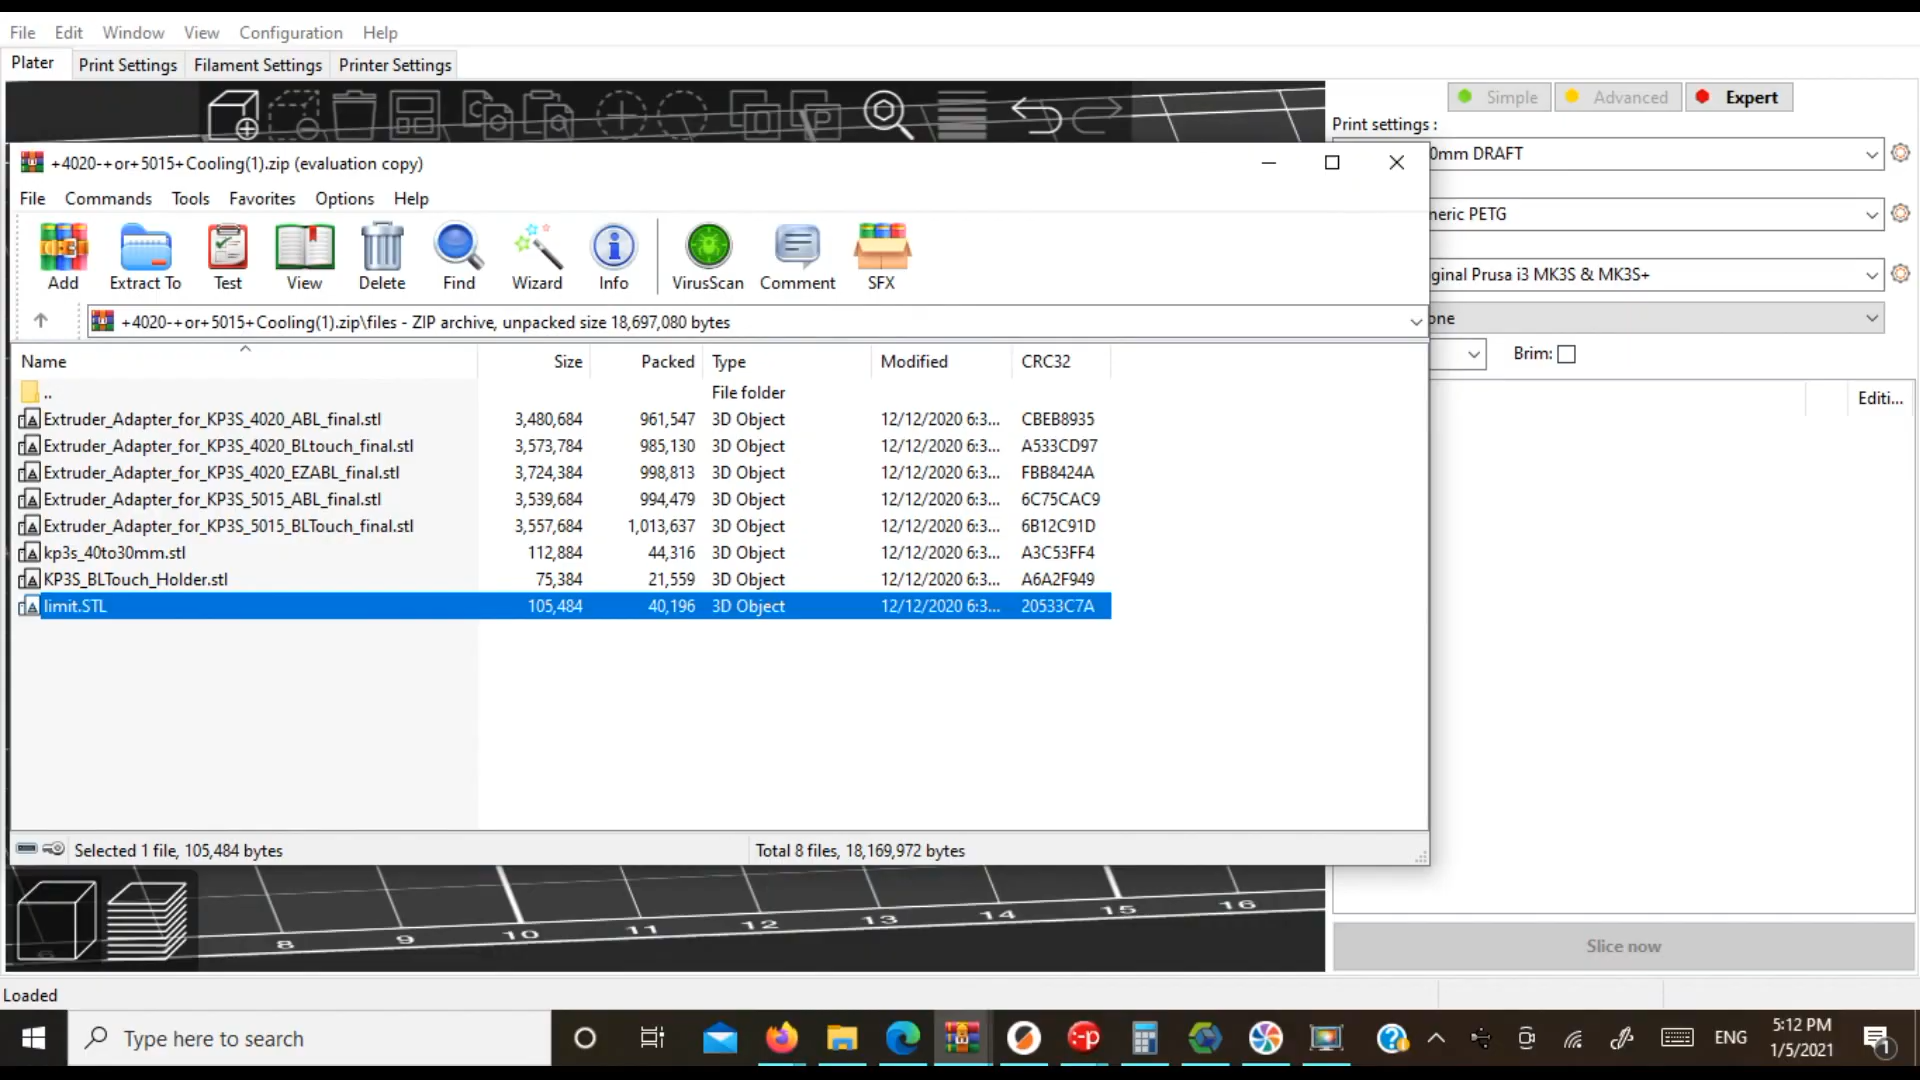 File Edit Window View Configuration Help
Plater Print Settings Filament Settings Printer Settings
Simple Advanced Expert
Print settings :
0mm DRAFT
+4020-+or+5015+Cooling(1).zip (evaluation copy)
File Commands Tools Favorites Options Help
neric PETG
Add Extract To Test View Delete Find Wizard Info VirusScan Comment SFX
ginal Prusa i3 MK3S & MK3S+
+4020-+or+5015+Cooling(1).zip\files - ZIP archive, unpacked size 18,697,080 bytes
one
Brim:
Name Size Packed Type Modified CRC32
.. File folder
Editi...
Extruder_Adapter_for_KP3S_4020_ABL_final.stl 3,480,684 961,547 3D Object 12/12/2020 6:3... CBEB8935
Extruder_Adapter_for_KP3S_4020_BLtouch_final.stl 3,573,784 985,130 3D Object 12/12/2020 6:3... A533CD97
Extruder_Adapter_for_KP3S_4020_EZABL_final.stl 3,724,384 998,813 3D Object 12/12/2020 6:3... FBB8424A
Extruder_Adapter_for_KP3S_5015_ABL_final.stl 3,539,684 994,479 3D Object 12/12/2020 6:3... 6C75CAC9
Extruder_Adapter_for_KP3S_5015_BLTouch_final.stl 3,557,684 1,013,637 3D Object 12/12/2020 6:3... 6B12C91D
kp3s_40to30mm.stl 112,884 44,316 3D Object 12/12/2020 6:3... A3C53FF4
KP3S_BLTouch_Holder.stl 75,384 21,559 3D Object 12/12/2020 6:3... A6A2F949
limit.STL 105,484 40,196 3D Object 12/12/2020 6:3... 20533C7A
Selected 1 file, 105,484 bytes Total 8 files, 18,169,972 bytes
8 9 10 11 12 13 14 15 16
Slice now
Loaded
Type here to search
ENG
5:12 PM
1/5/2021
1